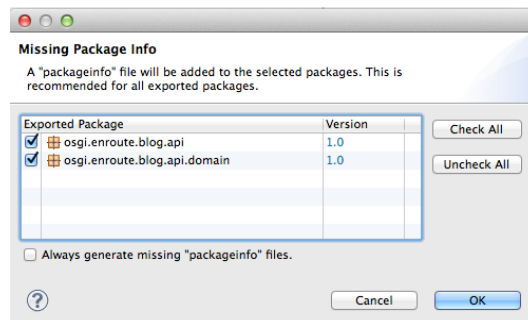 Missing Package Info
A "packageinfo" file will be added to the selected packages. This is
recommended for all exported packages.
Exported Package Version
osgi.enroute.blog.api 1.0
osgi.enroute.blog.api.domain 1.0
Check All
Uncheck All
Always generate missing "packageinfo" files.
? Cancel OK